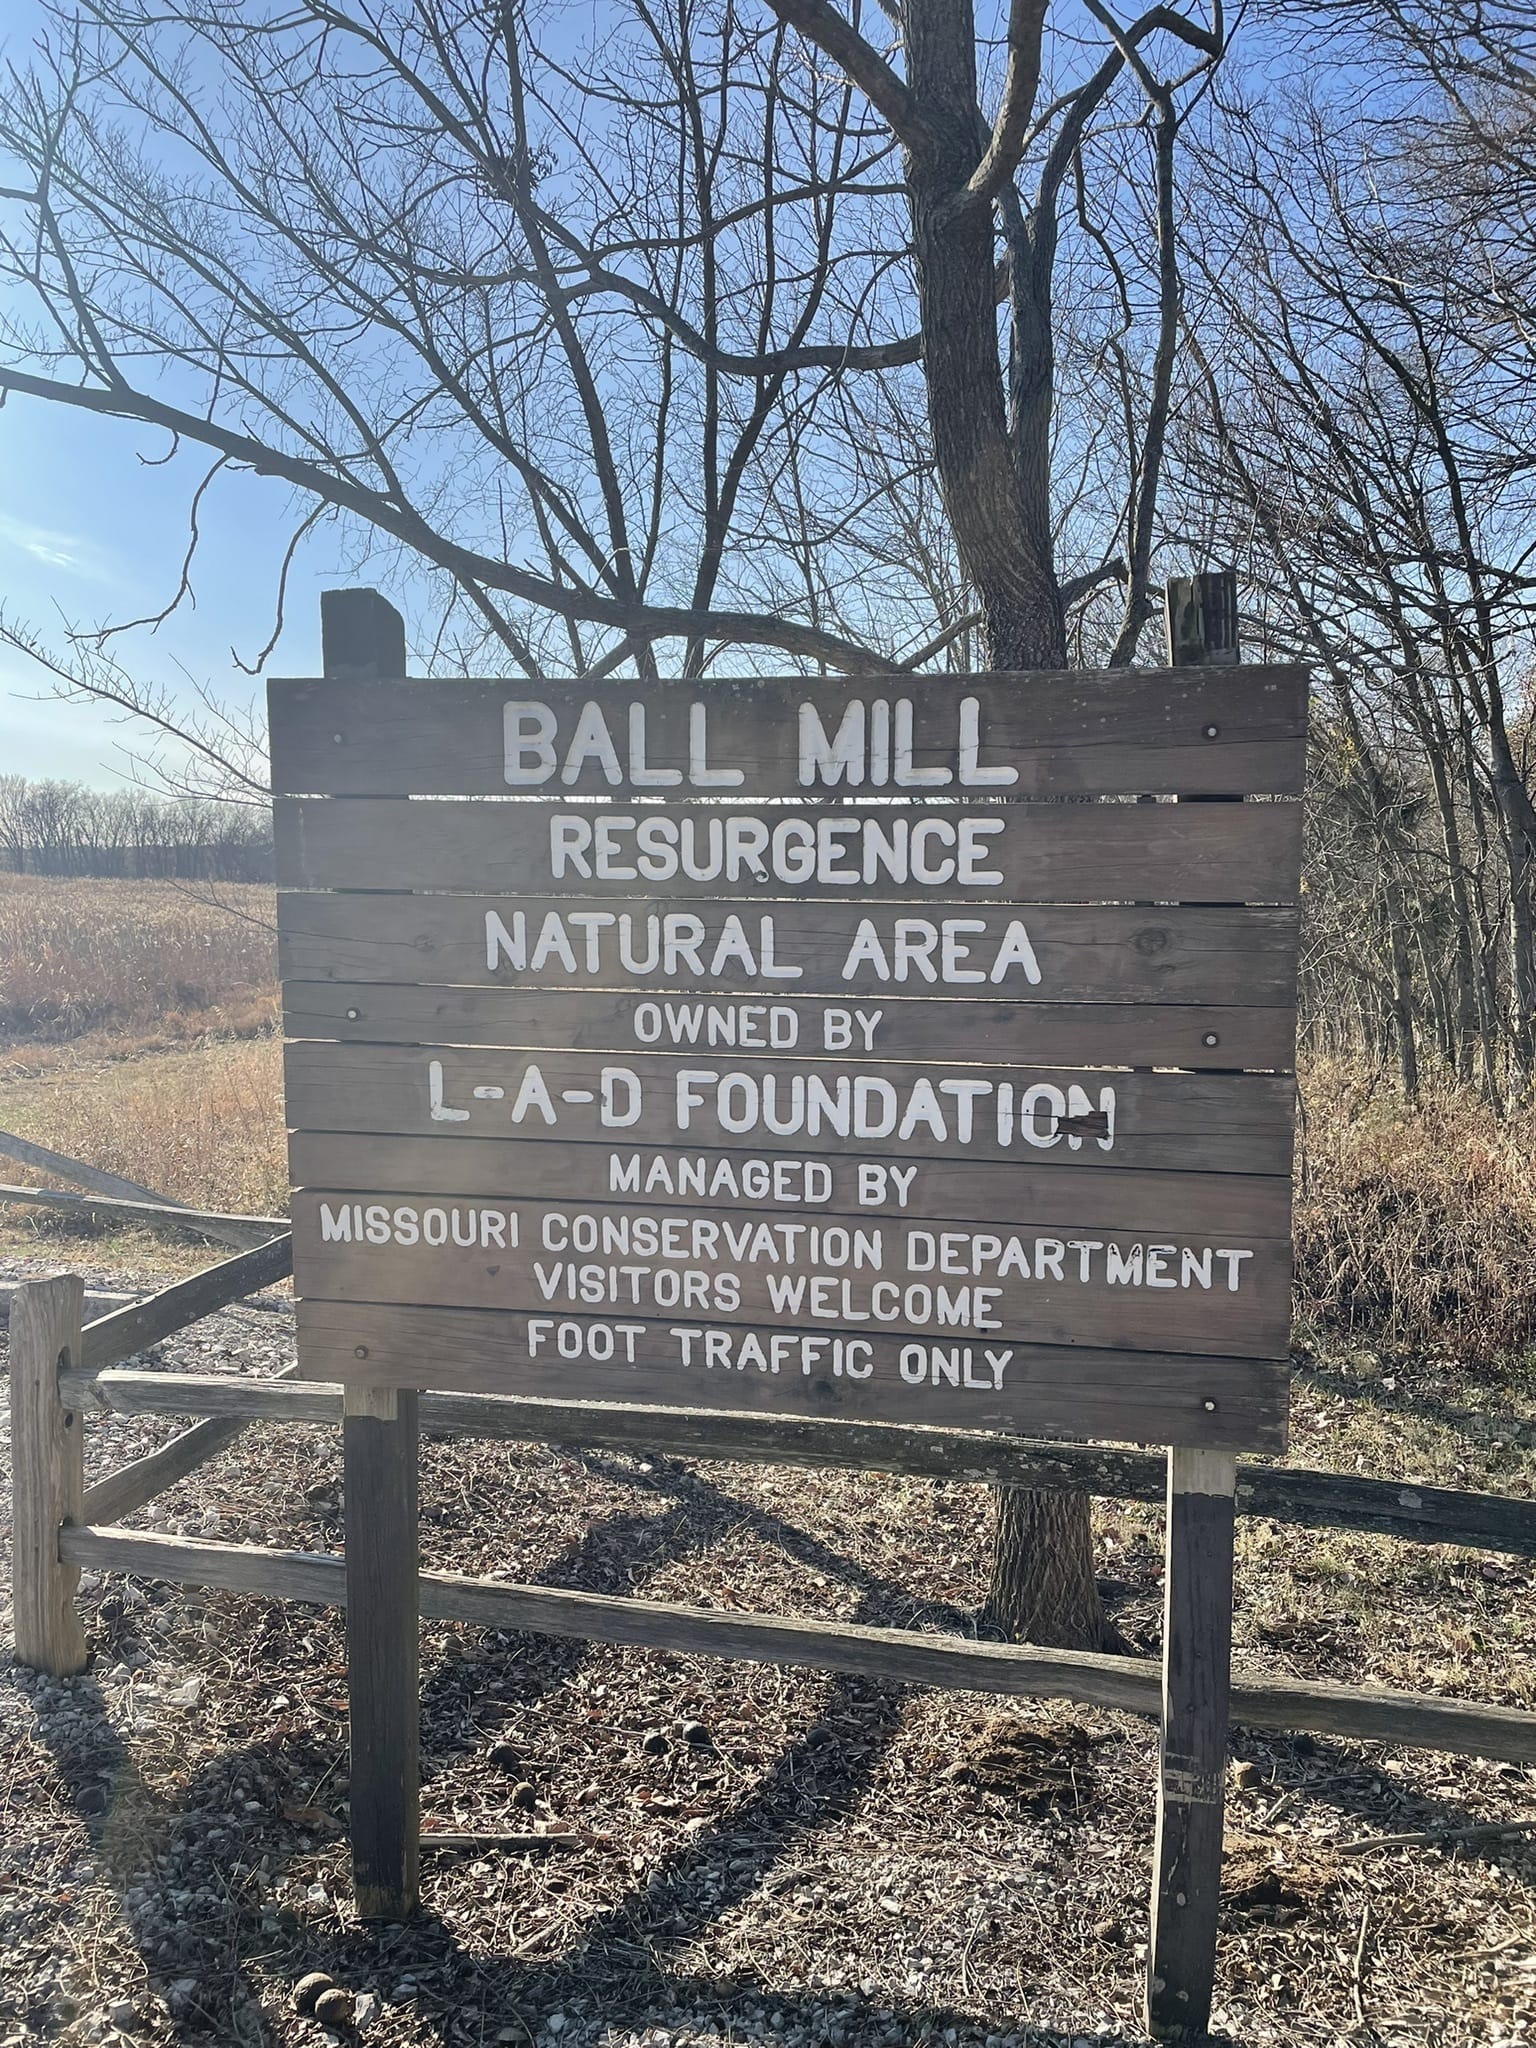 BALL MILL
RESURGENCE
NATURAL AREA
OWNED BY
L-A-D FOUNDATION
MANAGED BY
MISSOURI CONSERVATION DEPARTMENT
VISITORS WELCOME
FOOT TRAFFIC ONLY